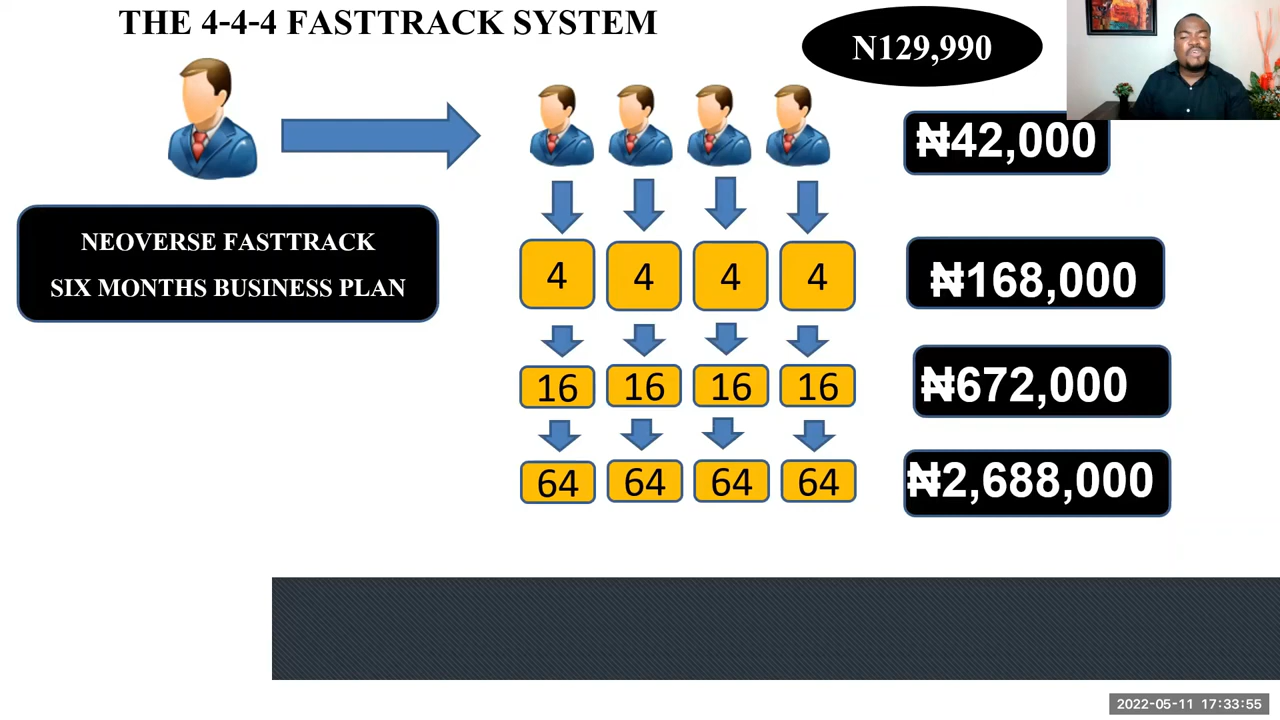 THE 4-4-4 FASTTRACK SYSTEM
N129,990
₦42,000
NEOVERSE FASTTRACK
SIX MONTHS BUSINESS PLAN
4 4 4 4
₦168,000
16 16 16 16
₦672,000
64 64 64 64
₦2,688,000
2022-05-11 17:33:55